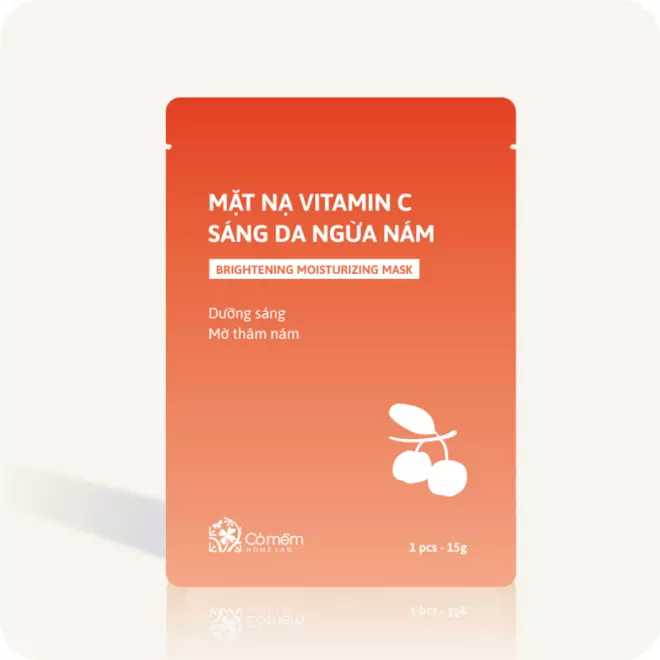 MẶT NẠ VITAMIN C
SÁNG DA NGỪA NÁM
BRIGHTENING MOISTURIZING MASK
Dưỡng sáng
Mờ thâm nám
Cỏ mềm
HOME LAB
1 pcs - 15g